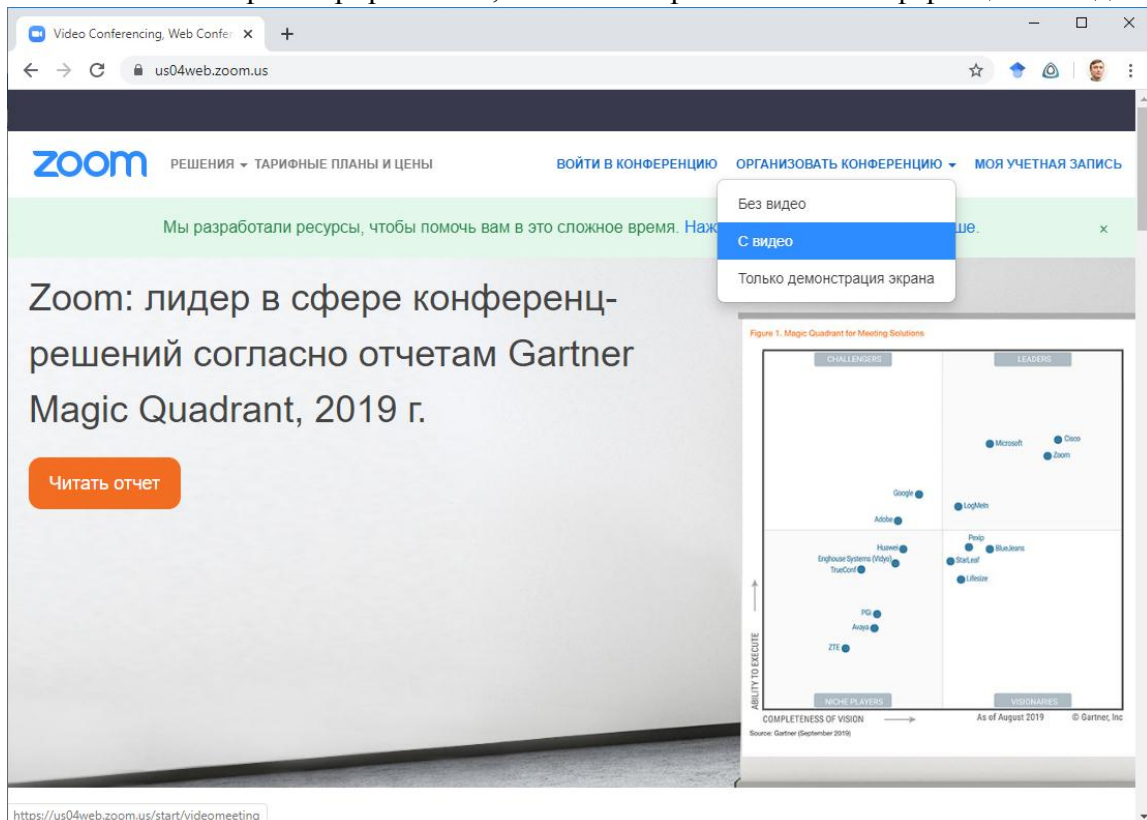 Video Conferencing, Web Confe
us04web.zoom.us
zoom
РЕШЕНИЯ ТАРИФНЫЕ ПЛАНЫ И ЦЕНЫ ВОЙТИ В КОНФЕРЕНЦИЮ ОРГАНИЗОВАТЬ КОНФЕРЕНЦИЮ МОЯ УЧЕТНАЯ ЗАПИСЬ
Без видео
С видео
Только демонстрация экрана
Мы разработали ресурсы, чтобы помочь вам в это сложное время. Наж ше. ×
Zoom: лидер в сфере конференц-
решений согласно отчетам Gartner
Magic Quadrant, 2019 г.
Читать отчет
Figure 1. Magic Quadrant for Meeting Solutions
CHALLENGERS LEADERS
Microsoft Cisco
Zoom
Google
LogMeIn
Adobe
Huawei Pexip BlueJeans
Enghouse Systems (Vidyo) StarLeaf
TrueConf
Lifesize
PGi
Avaya
ZTE
ABILITY TO EXECUTE
NICHE PLAYERS VISIONARIES
COMPLETENESS OF VISION As of August 2019 © Gartner, Inc
Source: Gartner (September 2019)
https://us04web.zoom.us/start/videomeeting